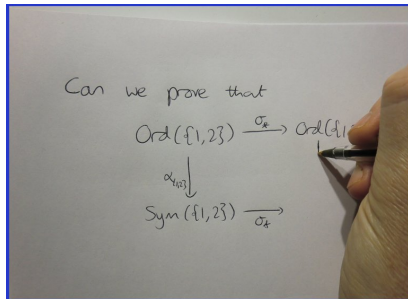 Can we prove that
Ord({1,2}) σ* → Ord({1,
α{1,2} ↓
Sym({1,2}) σ* →